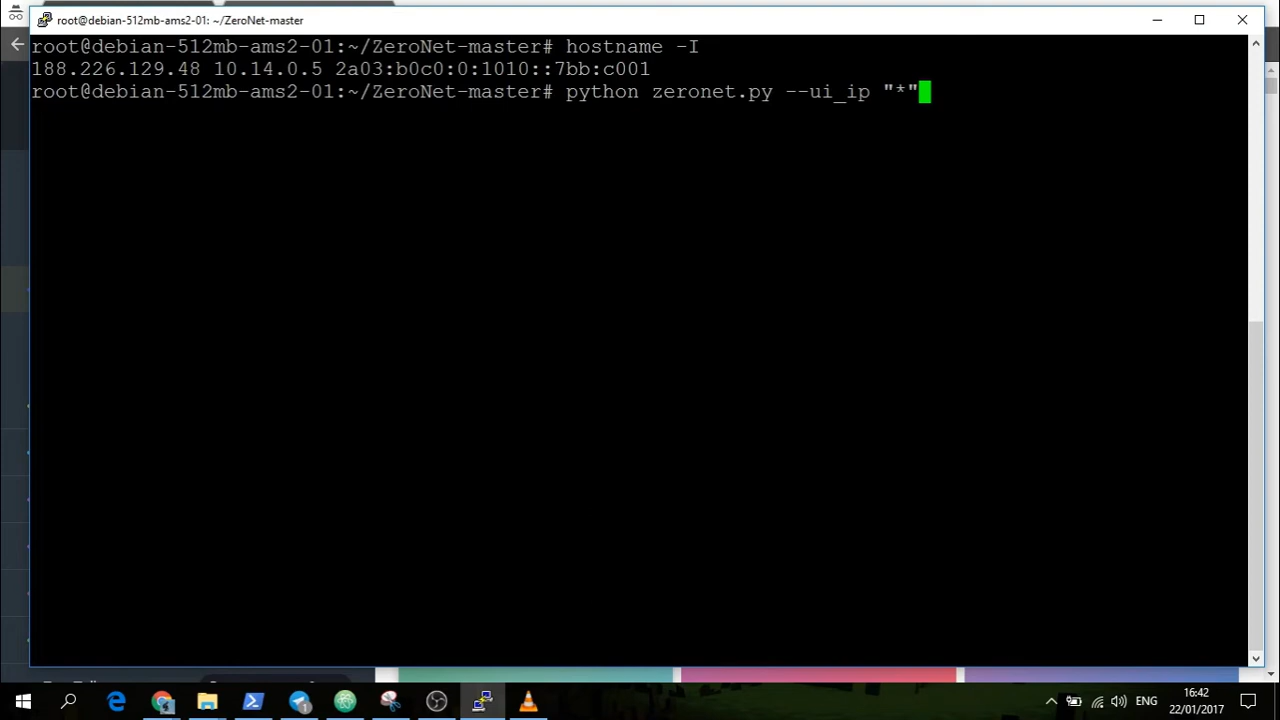 root@debian-512mb-ams2-01: ~/ZeroNet-master
root@debian-512mb-ams2-01:~/ZeroNet-master# hostname -I
188.226.129.48 10.14.0.5 2a03:b0c0:0:1010::7bb:c001
root@debian-512mb-ams2-01:~/ZeroNet-master# python zeronet.py --ui_ip "*"
ENG
16:42
22/01/2017